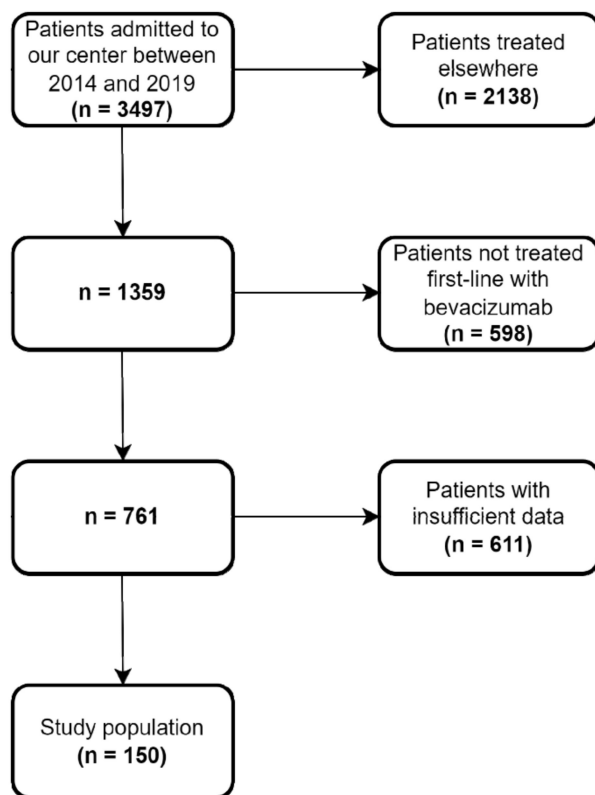 Patients admitted to
our center between
2014 and 2019
(n = 3497)
Patients treated
elsewhere
(n = 2138)
n = 1359
Patients not treated
first-line with
bevacizumab
(n = 598)
n = 761
Patients with
insufficient data
(n = 611)
Study population
(n = 150)